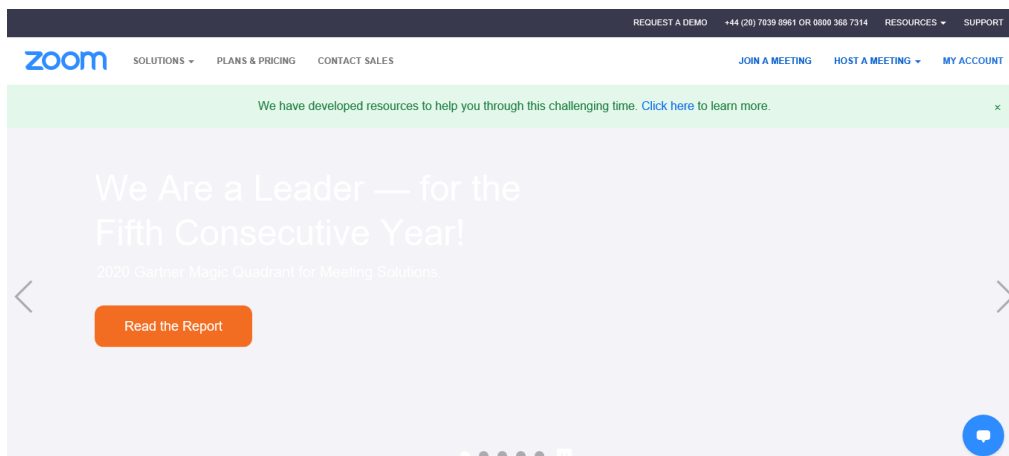 REQUEST A DEMO +44 (20) 7039 8961 OR 0800 368 7314 RESOURCES SUPPORT
zoom SOLUTIONS PLANS & PRICING CONTACT SALES JOIN A MEETING HOST A MEETING MY ACCOUNT
We have developed resources to help you through this challenging time. Click here to learn more. ×
We Are a Leader — for the
Fifth Consecutive Year!
2020 Gartner Magic Quadrant for Meeting Solutions
Read the Report